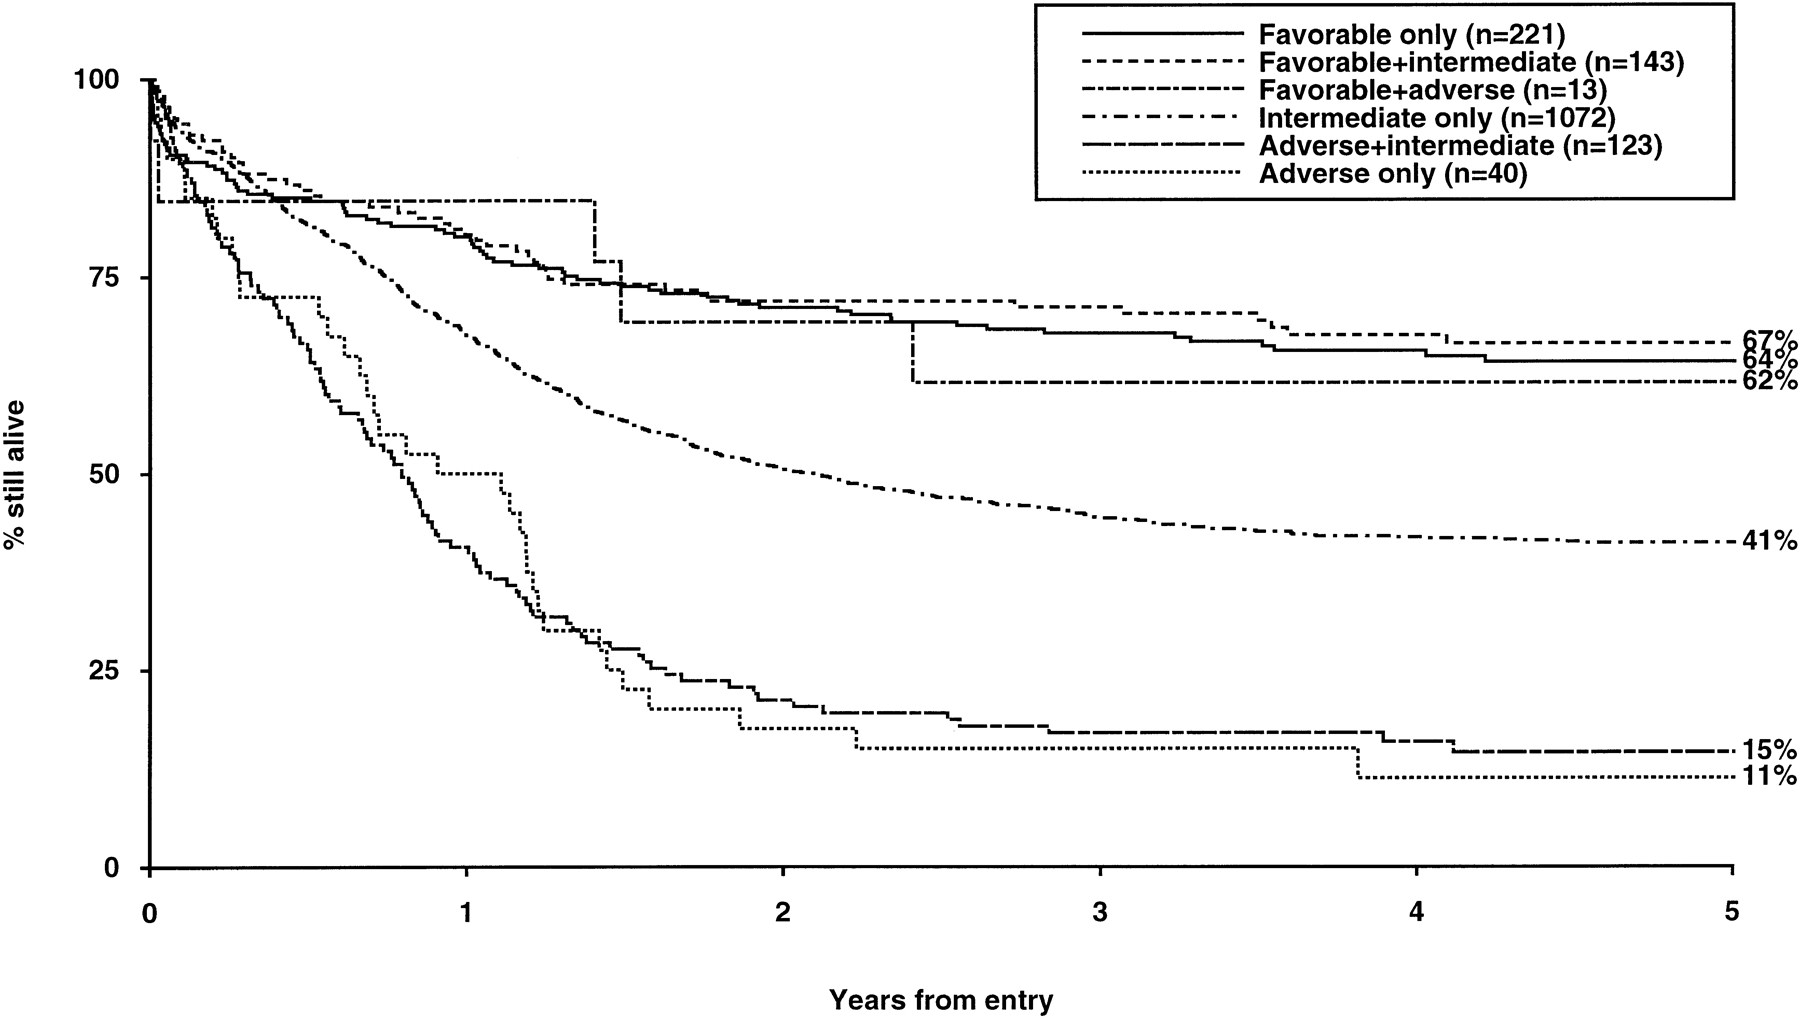 Favorable only (n=221)
Favorable+intermediate (n=143)
Favorable+adverse (n=13)
Intermediate only (n=1072)
Adverse+intermediate (n=123)
Adverse only (n=40)
100
75
50
25
0
% still alive
67%
64%
62%
41%
15%
11%
0 1 2 3 4 5
Years from entry